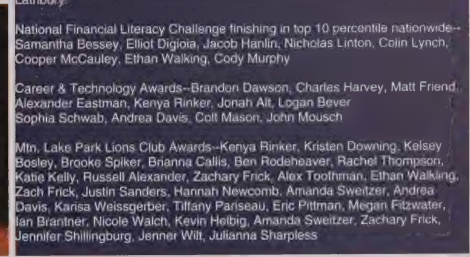 Lathbury.
National Financial Literacy Challenge finishing in top 10 percentile nationwide--
Samantha Bessey, Elliot Digioia, Jacob Hanlin, Nicholas Linton, Colin Lynch,
Cooper McCauley, Ethan Walking, Cody Murphy
Career & Technology Awards--Brandon Dawson, Charles Harvey, Matt Friend,
Alexander Eastman, Kenya Rinker, Jonah Alt, Logan Bever
Sophia Schwab, Andrea Davis, Colt Mason, John Mousch
Mtn. Lake Park Lions Club Awards--Kenya Rinker, Kristen Downing, Kelsey
Bosley, Brooke Spiker, Brianna Callis, Ben Rodeheaver, Rachel Thompson,
Katie Kelly, Russell Alexander, Zachary Frick, Alex Toothman, Ethan Walkling,
Zach Frick, Justin Sanders, Hannah Newcomb, Amanda Sweitzer, Andrea
Davis, Karisa Weissgerber, Tiffany Pariseau, Eric Pittman, Megan Fitzwater,
Ian Brantner, Nicole Walch, Kevin Helbig, Amanda Sweitzer, Zachary Frick,
Jennifer Shillingburg, Jenner Wilt, Julianna Sharpless